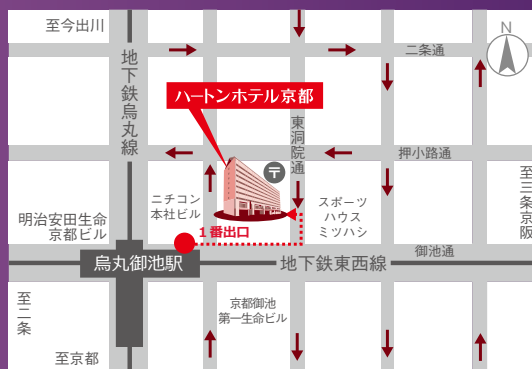 至今出川
地下鉄烏丸線
二条通
N
ハートンホテル京都
東洞院通
〒
押小路通
ニチコン
本社ビル
スポーツ
ハウス
ミツハシ
至三条京阪
明治安田生命
京都ビル
1番出口
御池通
烏丸御池駅
地下鉄東西線
至二条
京都御池
第一生命ビル
至京都